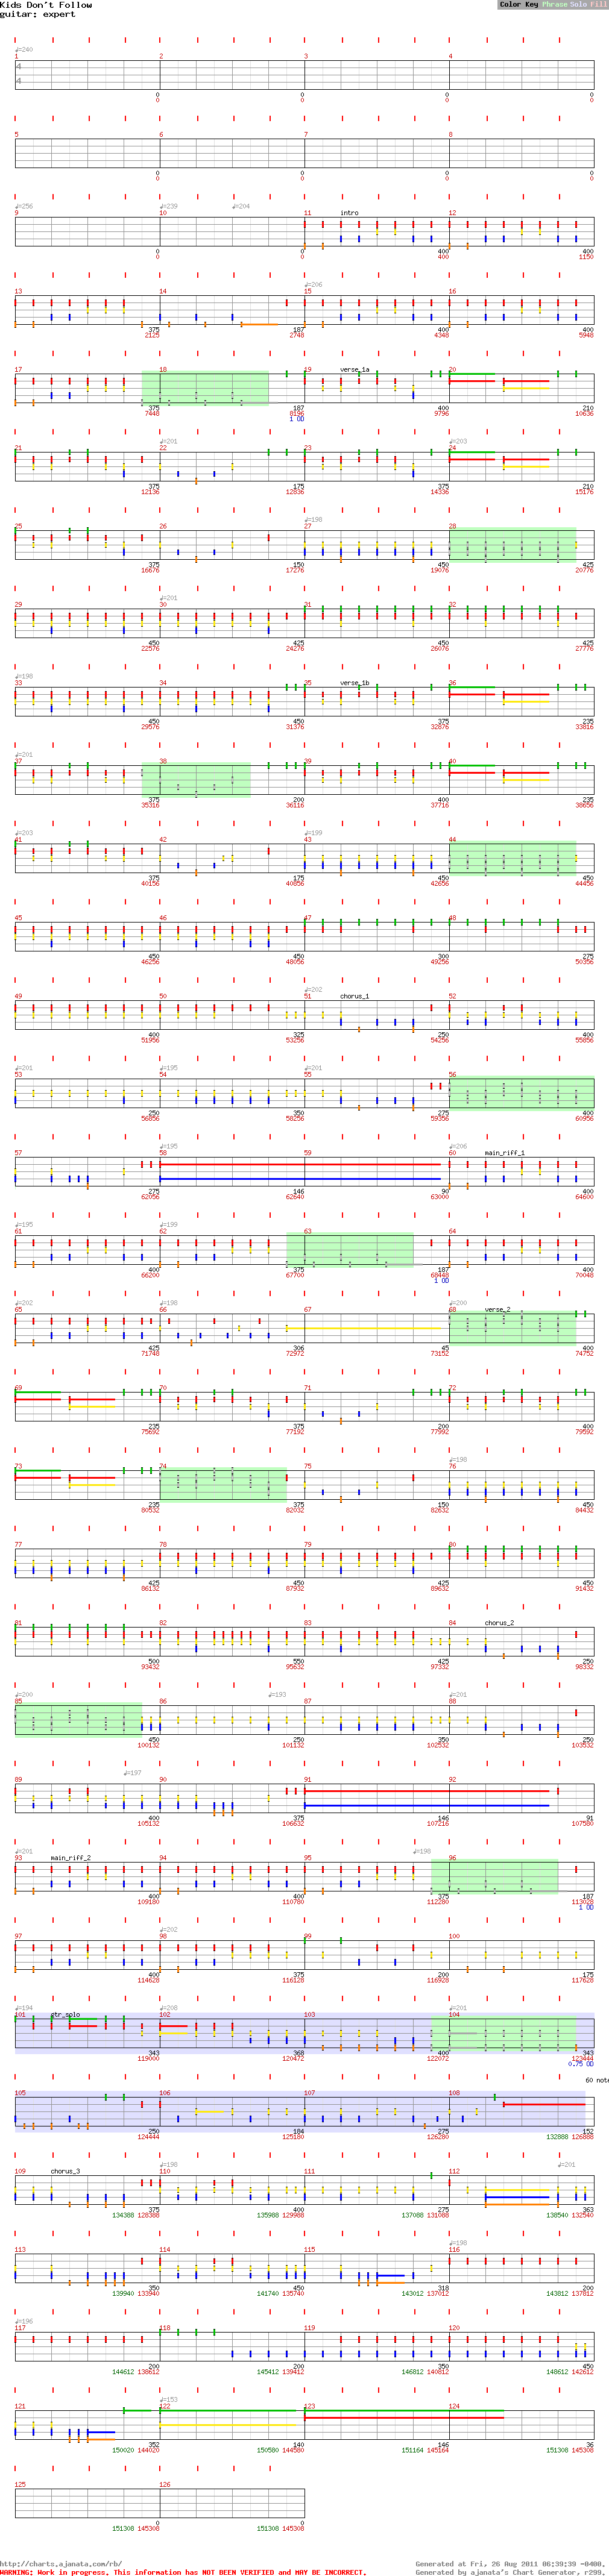 Kids Don't Follow
guitar: expert
Color Key Phrase Solo Fill
♩=240
1 2 3 4
4
4
0 0 0 0
0 0 0 0
5 6 7 8
0 0 0 0
0 0 0 0
♩=256 ♩=239 ♩=204
9 10 11 intro 12
0 0 400 400
0 0 400 1150
♩=206
13 14 15 16
375 187 400 400
2125 2748 4348 5948
17 18 19 verse_1a 20
375 187 400 210
7448 8196 9796 10636
1 OD
♩=201 ♩=203
21 22 23 24
375 175 375 210
12136 12836 14336 15176
♩=198
25 26 27 28
375 150 450 425
16676 17276 19076 20776
♩=201
29 30 31 32
450 425 450 425
22576 24276 26076 27776
♩=198
33 34 35 verse_1b 36
450 450 375 235
29576 31376 32876 33816
♩=201
37 38 39 40
375 200 400 235
35316 36116 37716 38656
♩=203 ♩=199
41 42 43 44
375 175 450 450
40156 40856 42656 44456
45 46 47 48
450 450 300 275
46256 48056 49256 50356
♩=202
49 50 51 chorus_1 52
400 325 250 400
51956 53256 54256 55856
♩=201 ♩=195 ♩=201
53 54 55 56
250 350 275 400
56856 58256 59356 60956
♩=195 ♩=206
57 58 59 60 main_riff_1
275 146 90 400
62056 62640 63000 64600
♩=195 ♩=199
61 62 63 64
400 375 187 400
66200 67700 68448 70048
1 OD
♩=202 ♩=198 ♩=200
65 66 67 68 verse_2
425 306 45 400
71748 72972 73152 74752
69 70 71 72
235 375 200 400
75692 77192 77992 79592
♩=198
73 74 75 76
235 375 150 450
80532 82032 82632 84432
77 78 79 80
425 450 425 450
86132 87932 89632 91432
81 82 83 84 chorus_2
500 550 425 250
93432 95632 97332 98332
♩=200 ♩=193 ♩=201
85 86 87 88
450 250 350 250
100132 101132 102532 103532
♩=197
89 90 91 92
400 375 146 91
105132 106632 107216 107580
♩=201 ♩=198
93 main_riff_2 94 95 96
400 400 375 187
109180 110780 112280 113028
1 OD
♩=202
97 98 99 100
400 375 200 175
114628 116128 116928 117628
♩=194 ♩=208 ♩=201
101 gtr_solo 102 103 104
343 368 400 343
119000 120472 122072 123444
0.75 OD
60 note
105 106 107 108
250 184 275 152
124444 125180 126280 132888 126888
♩=198 ♩=201
109 chorus_3 110 111 112
375 400 275 363
134388 128388 135988 129988 137088 131088 138540 132540
♩=198
113 114 115 116
350 450 318 200
139940 133940 141740 135740 143012 137012 143812 137812
♩=196
117 118 119 120
200 200 350 450
144612 138612 145412 139412 146812 140812 148612 142612
♩=153
121 122 123 124
352 140 146 36
150020 144020 150580 144580 151164 145164 151308 145308
125 126
0 0
151308 145308 151308 145308
http://charts.ajanata.com/rb/ Generated at Fri, 26 Aug 2011 06:39:39 -0400.
WARNING: Work in progress. This information has NOT BEEN VERIFIED and MAY BE INCORRECT. Generated by ajanata's Chart Generator, r299.